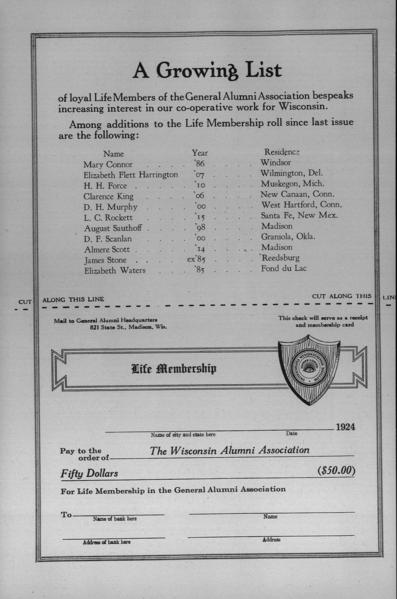 A Growing List
of loyal Life Members of the General Alumni Association bespeaks
increasing interest in our co-operative work for Wisconsin.
Among additions to the Life Membership roll since last issue
are the following:
Name Year Residence
Mary Connor . . . . '86 . . . . Windsor
Elizabeth Flett Harrington '07 . . . . Wilmington, Del.
H. H. Force . . . . '10 . . . . Muskegon, Mich.
Clarence King . . . . '06 . . . . New Canaan, Conn.
D. H. Murphy . . . . '00 . . . . West Hartford, Conn.
L. C. Rockett . . . . '15 . . . . Santa Fe, New Mex.
August Sauthoff . . . '98 . . . . Madison
D. F. Scanlan . . . . '00 . . . . Granola, Okla.
Almere Scott . . . . '14 . . . . Madison
James Stone . . . . ex '85 . . . . Reedsburg
Elizabeth Waters . . . '85 . . . . Fond du Lac
CUT ALONG THIS LINE CUT ALONG THIS LIN
Mail to General Alumni Headquarters
821 State St., Madison, Wis.
This check will serve as a receipt
and membership card
Life Membership
1924
Name of city and state here Date
Pay to the
order of The Wisconsin Alumni Association
Fifty Dollars ($50.00)
For Life Membership in the General Alumni Association
To
Name of bank here Name
Address of bank here Address